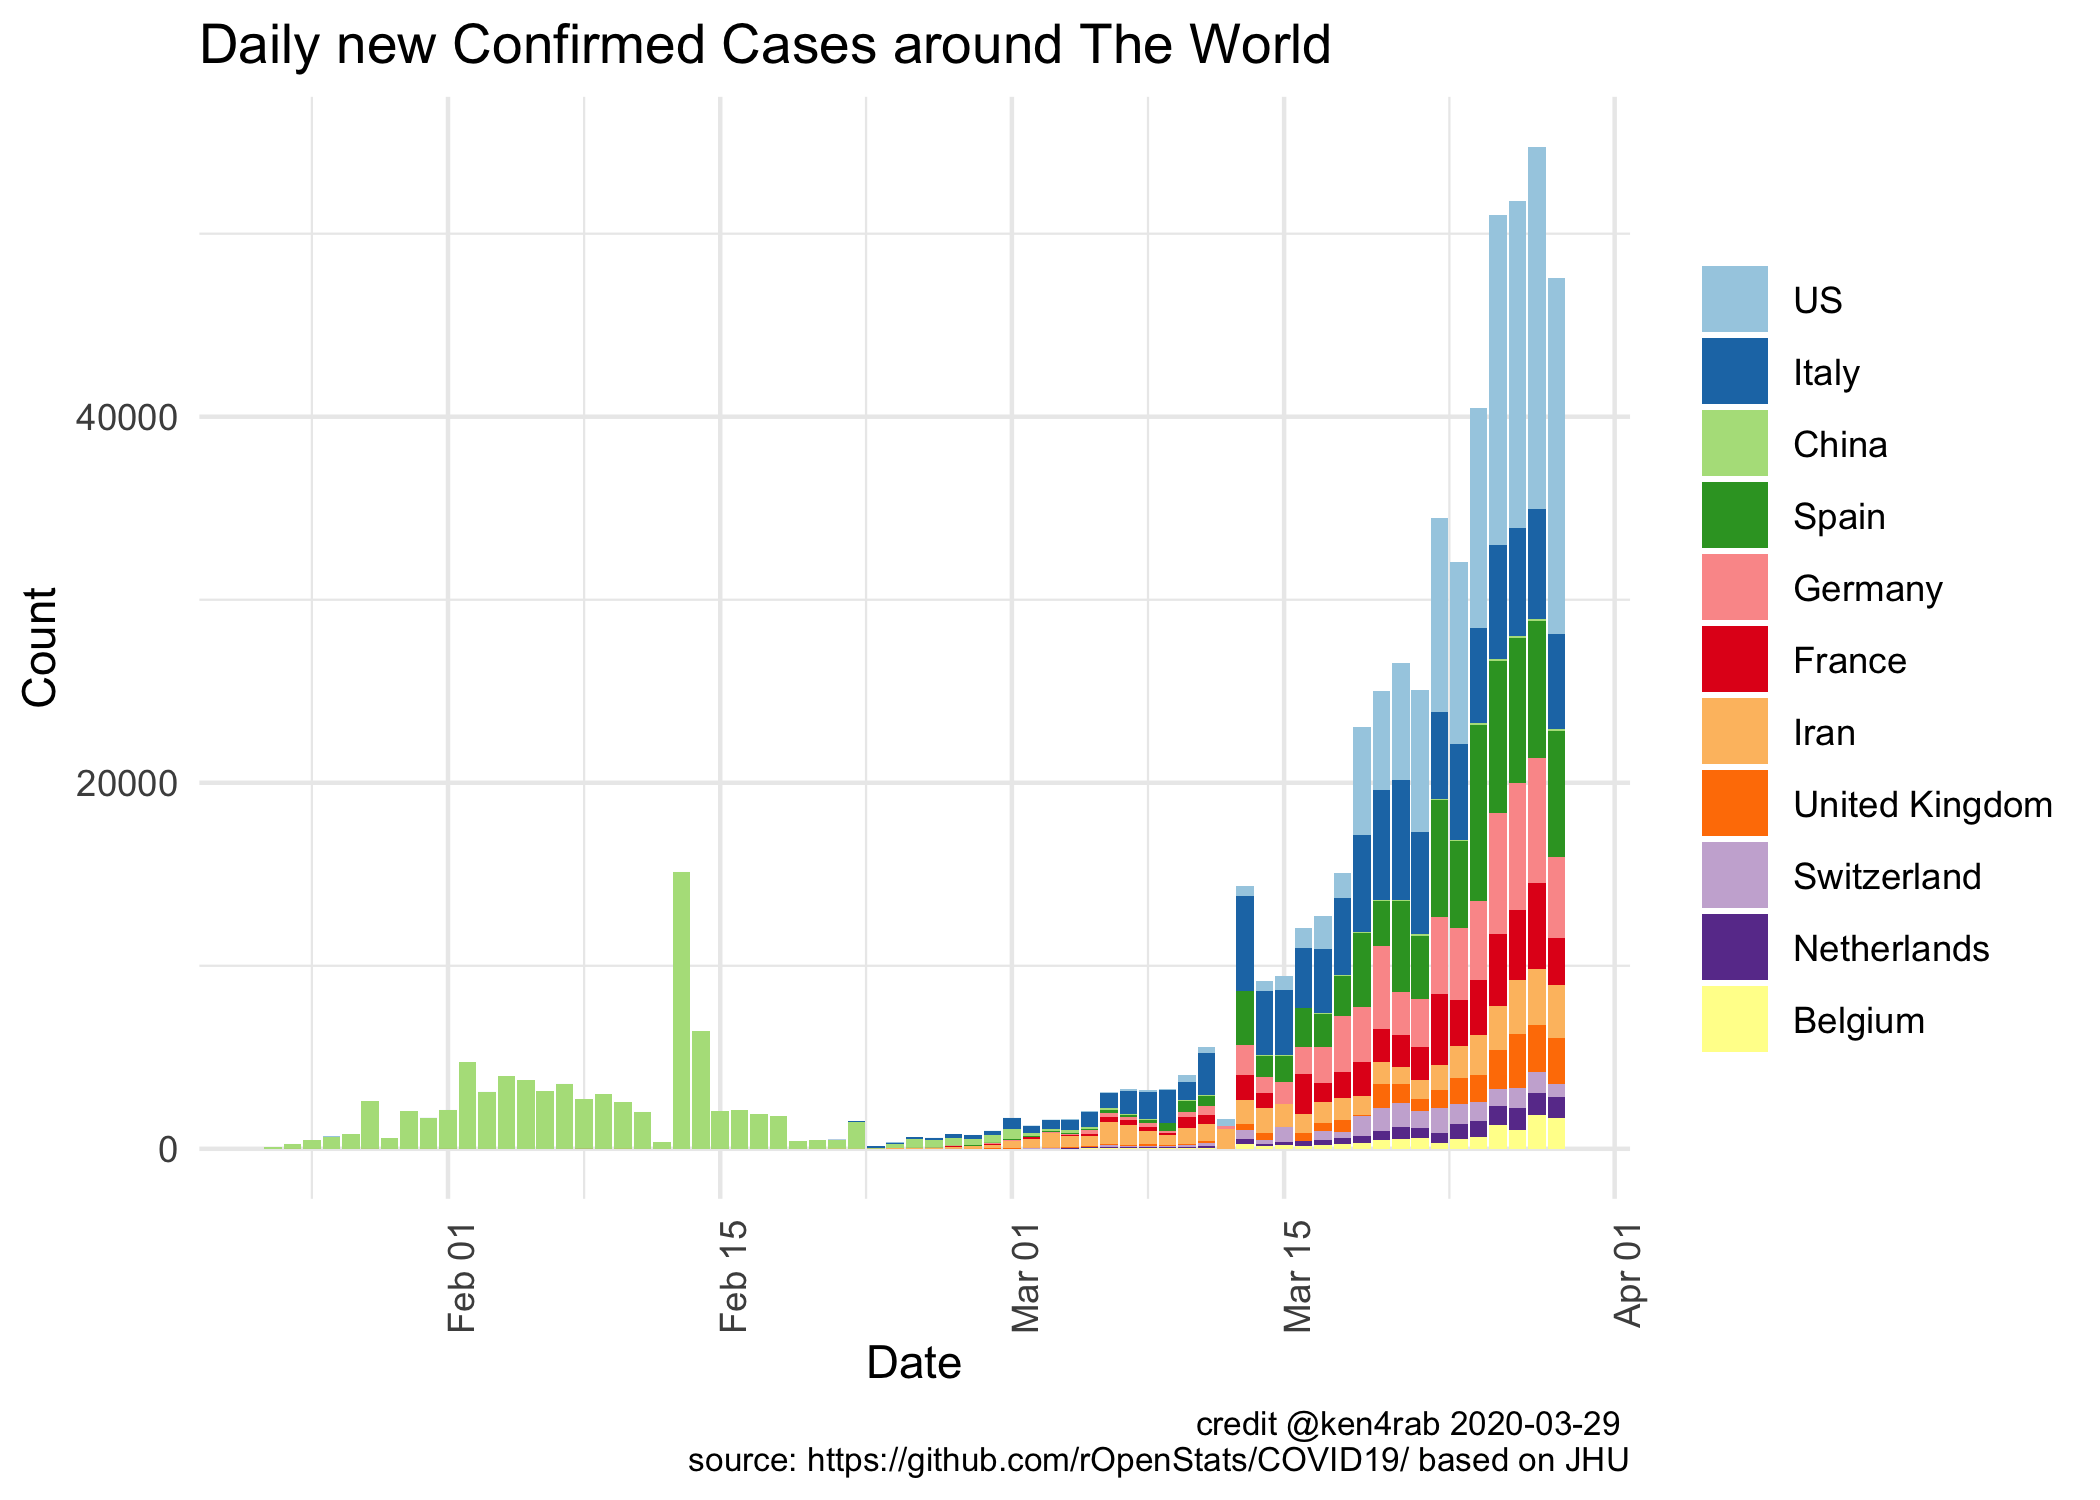 Daily new Confirmed Cases around The World
Count
40000
20000
0
Feb 01
Feb 15
Mar 01
Mar 15
Apr 01
Date
US
Italy
China
Spain
Germany
France
Iran
United Kingdom
Switzerland
Netherlands
Belgium
credit @ken4rab 2020-03-29
source: https://github.com/rOpenStats/COVID19/ based on JHU